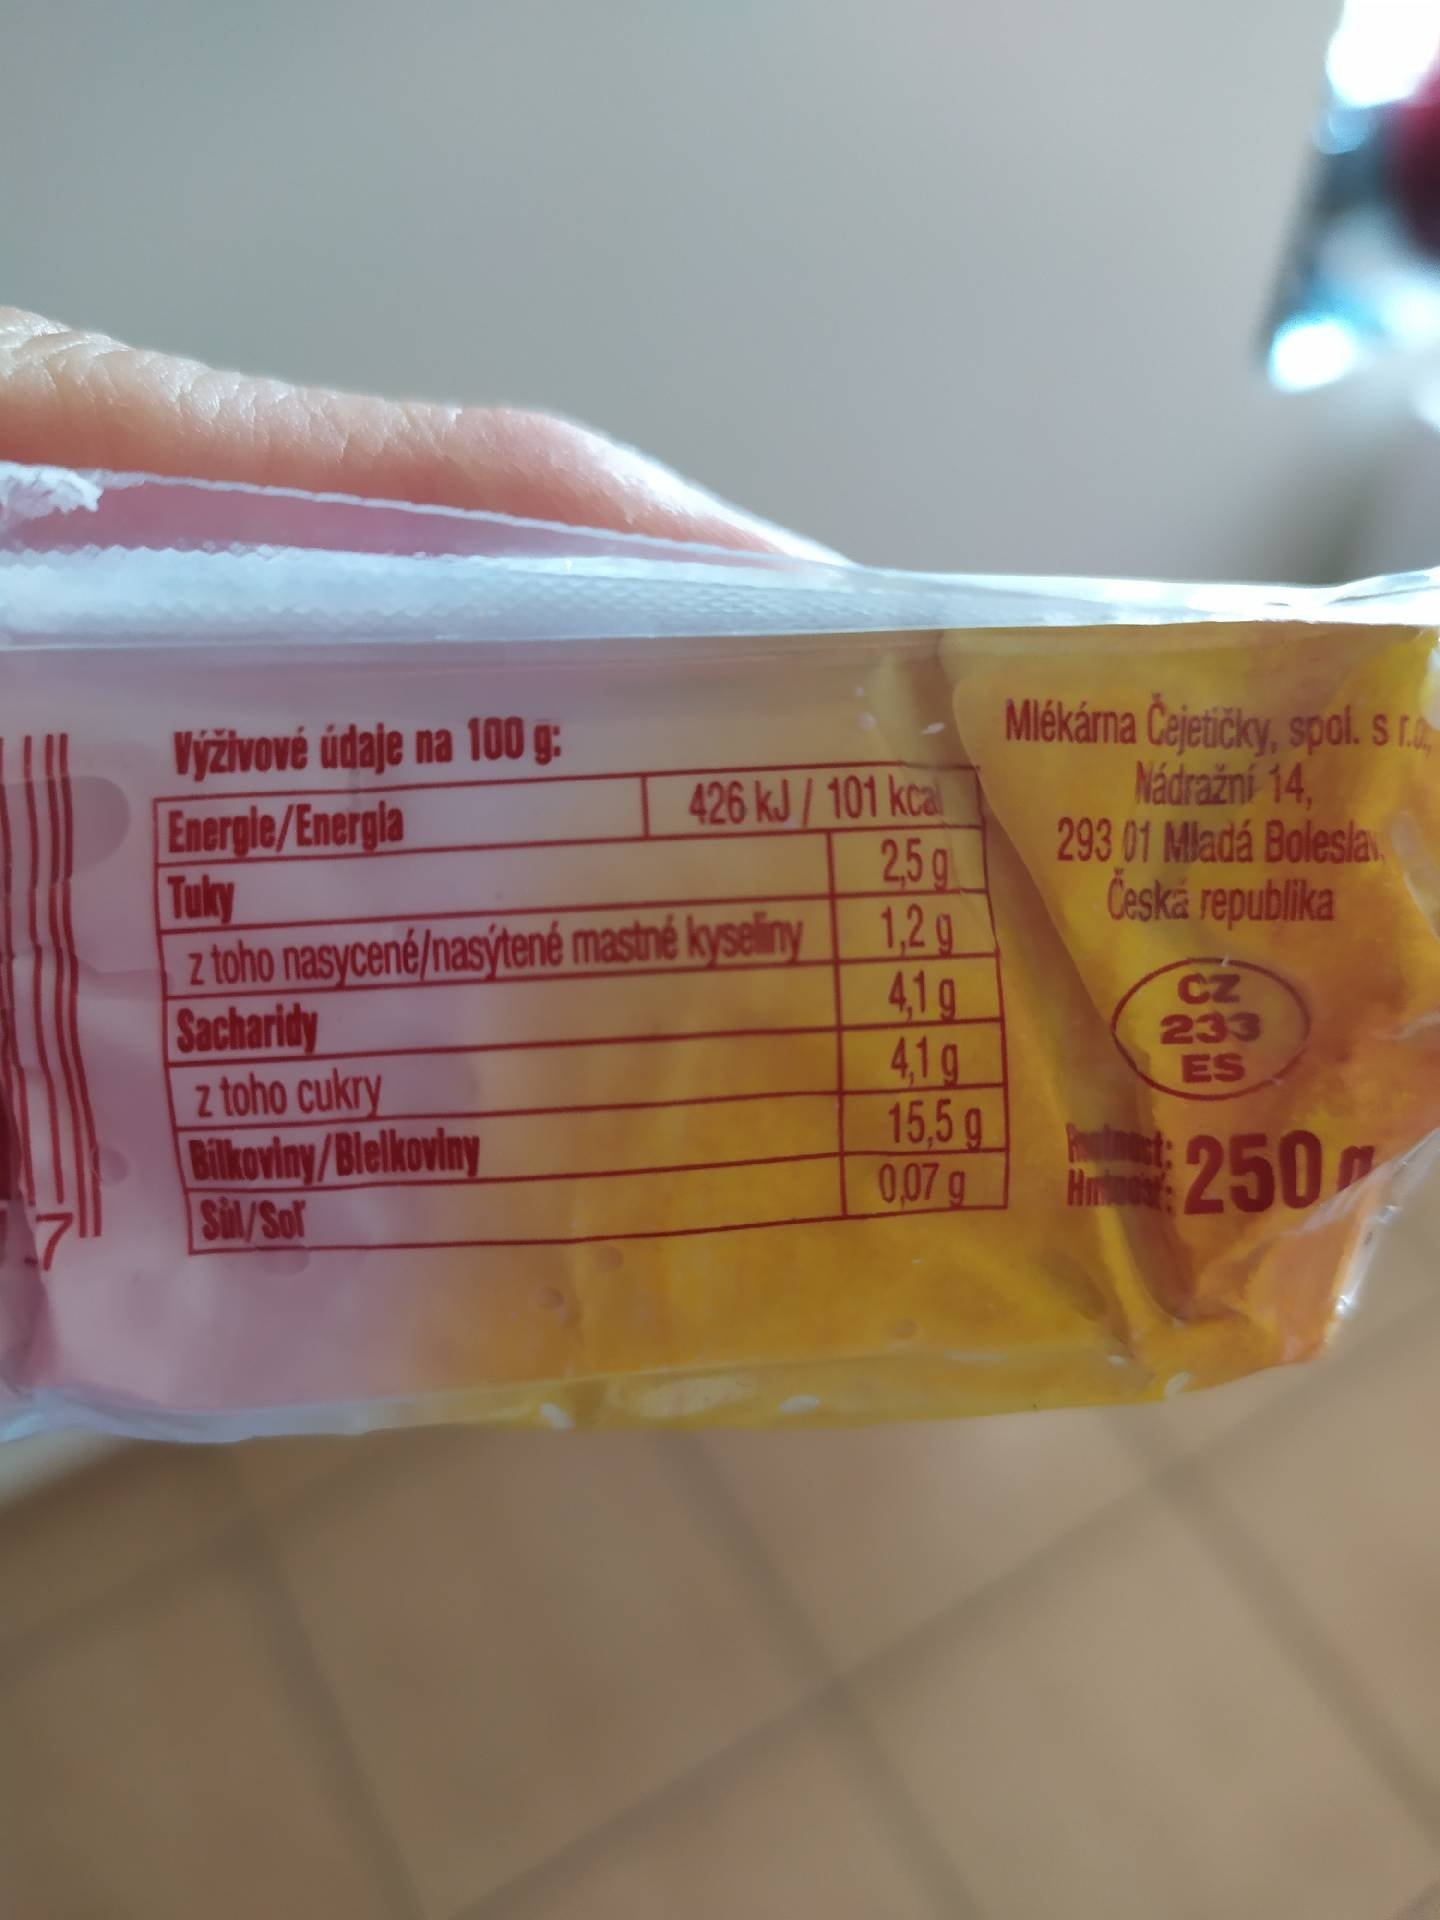 Výživové údaje na 100 g:
Energie/Energia 426 kJ / 101 kcal
Tuky 2,5 g
z toho nasycené/nasýtené mastné kyseliny 1,2 g
Sacharidy 4,1 g
z toho cukry 4,1 g
Bílkoviny/Bielkoviny 15,5 g
Sůl/Soľ 0,07 g
7
Mlékárna Čejetičky, spol. s r.o.,
Nádražní 14,
293 01 Mladá Boleslav,
Česká republika
CZ
233
ES
250 g